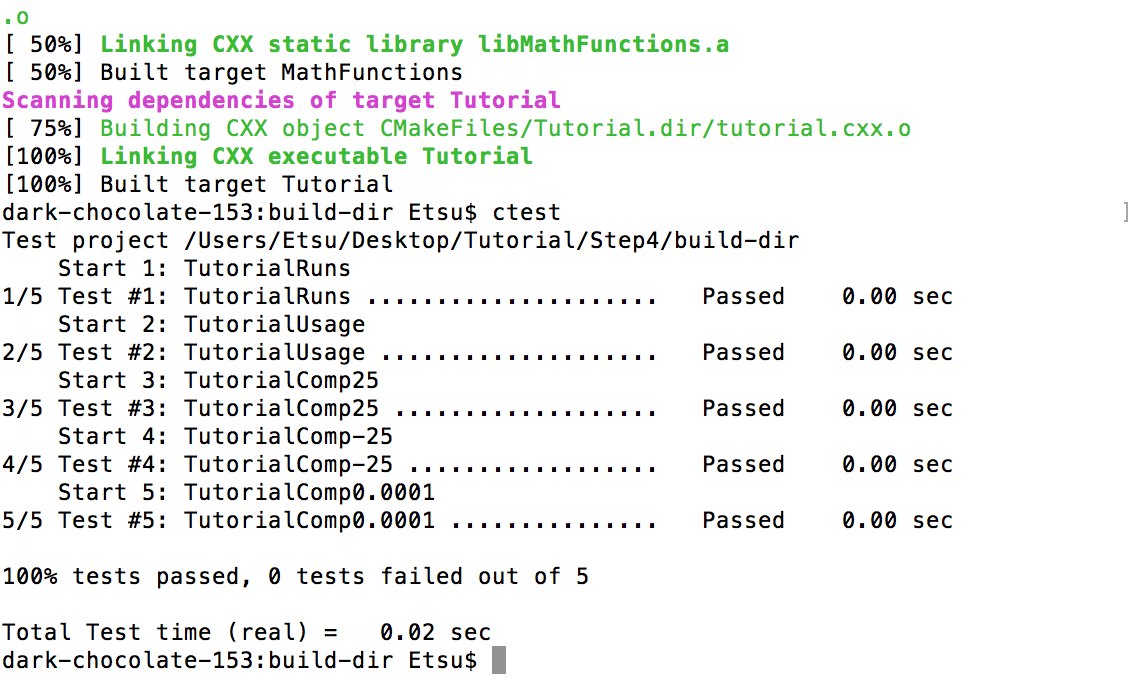 .o
[ 50%] Linking CXX static library libMathFunctions.a
[ 50%] Built target MathFunctions
Scanning dependencies of target Tutorial
[ 75%] Building CXX object CMakeFiles/Tutorial.dir/tutorial.cxx.o
[100%] Linking CXX executable Tutorial
[100%] Built target Tutorial
dark-chocolate-153:build-dir Etsu$ ctest
Test project /Users/Etsu/Desktop/Tutorial/Step4/build-dir
    Start 1: TutorialRuns
1/5 Test #1: TutorialRuns .....................   Passed    0.00 sec
    Start 2: TutorialUsage
2/5 Test #2: TutorialUsage ....................   Passed    0.00 sec
    Start 3: TutorialComp25
3/5 Test #3: TutorialComp25 ...................   Passed    0.00 sec
    Start 4: TutorialComp-25
4/5 Test #4: TutorialComp-25 ..................   Passed    0.00 sec
    Start 5: TutorialComp0.0001
5/5 Test #5: TutorialComp0.0001 ...............   Passed    0.00 sec

100% tests passed, 0 tests failed out of 5

Total Test time (real) =   0.02 sec
dark-chocolate-153:build-dir Etsu$